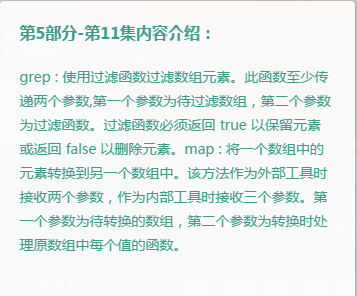 第5部分-第11集内容介绍：
grep : 使用过滤函数过滤数组元素。此函数至少传
递两个参数,第一个参数为待过滤数组，第二个参数
为过滤函数。过滤函数必须返回 true 以保留元素
或返回 false 以删除元素。map : 将一个数组中的
元素转换到另一个数组中。该方法作为外部工具时
接收两个参数，作为内部工具时接收三个参数。第
一个参数为待转换的数组，第二个参数为转换时处
理原数组中每个值的函数。